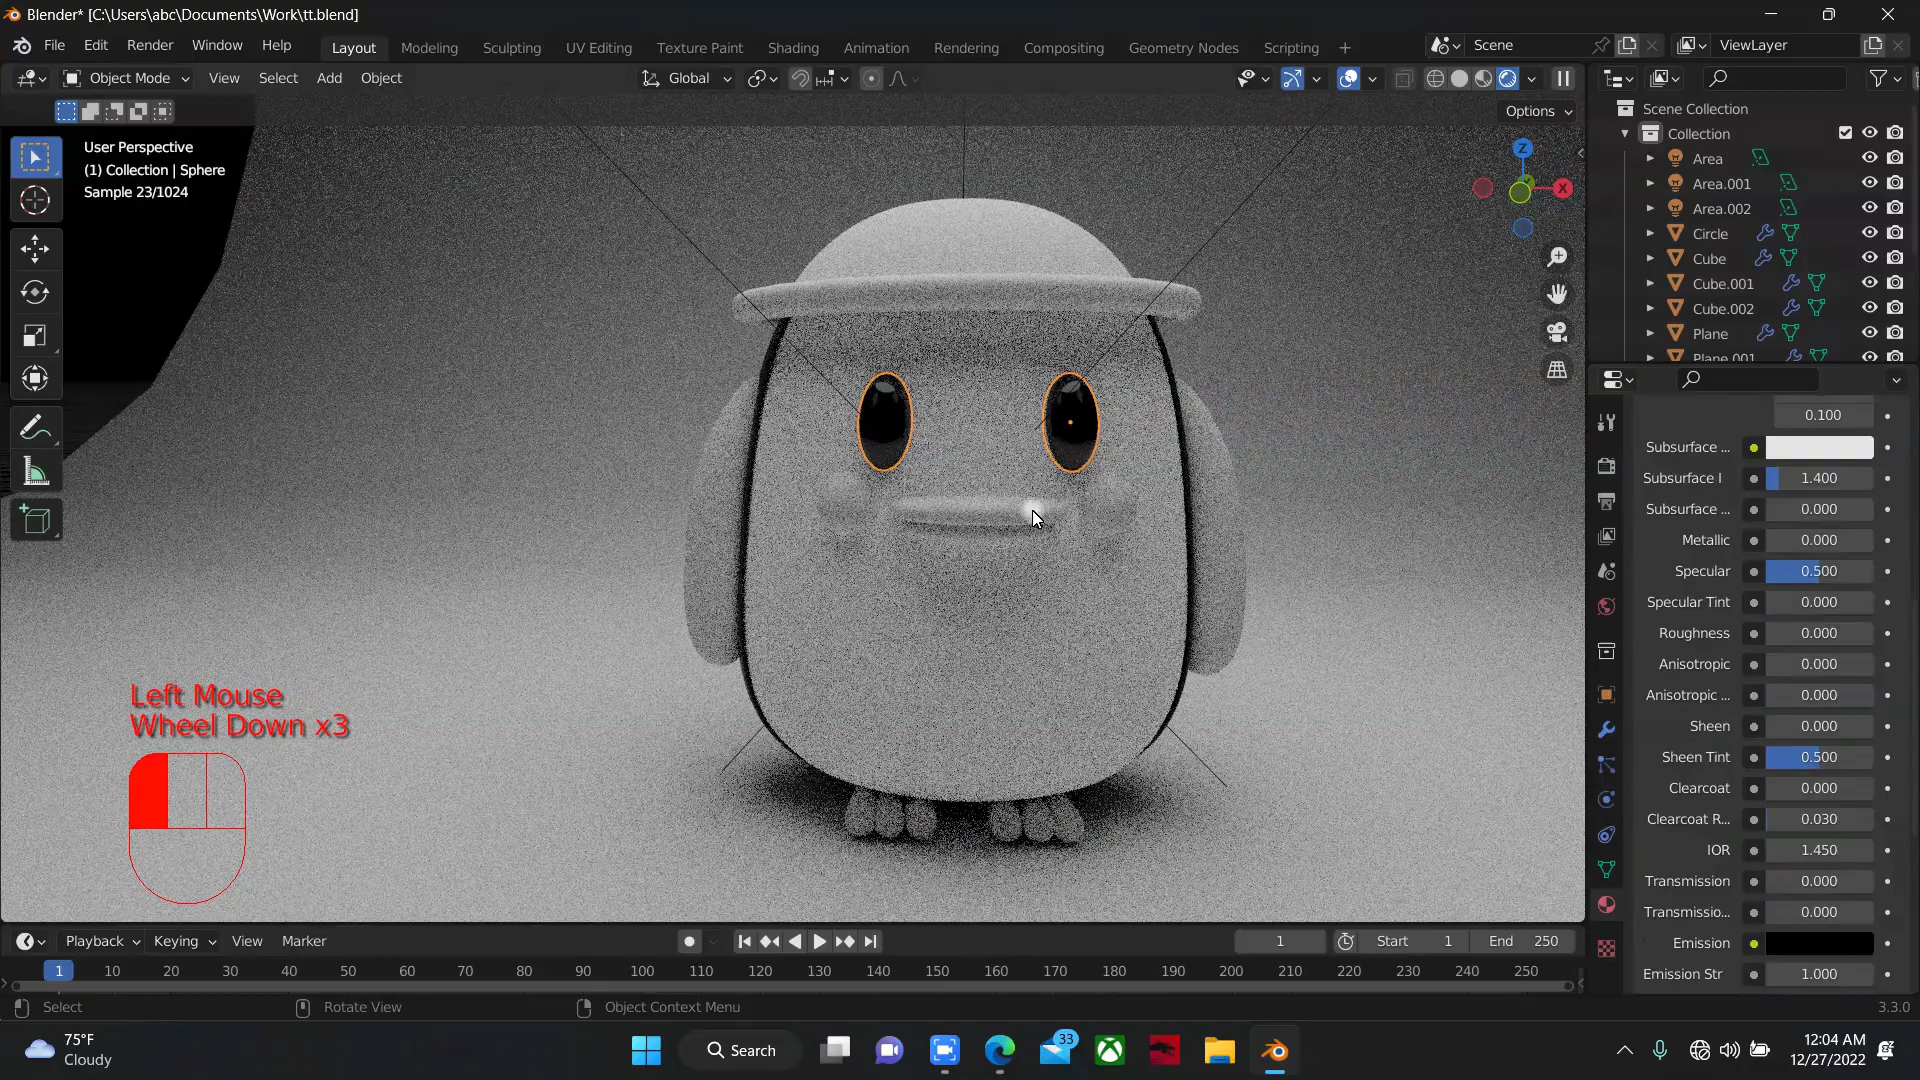 Blender* [C:\Users\abc\Documents\Work\tt.blend]
File Edit Render Window Help Layout Modeling Sculpting UV Editing Texture Paint Shading Animation Rendering Compositing Geometry Nodes Scripting + Scene ViewLayer
Object Mode View Select Add Object Global
Options
User Perspective
(1) Collection | Sphere
Sample 23/1024
Z
X
Scene Collection
Collection
Area
Area.001
Area.002
Circle
Cube
Cube.001
Cube.002
Plane
Plane.001
0.100
Subsurface ...
Subsurface I 1.400
Subsurface ... 0.000
Metallic 0.000
Specular 0.500
Specular Tint 0.000
Roughness 0.000
Anisotropic 0.000
Anisotropic ... 0.000
Sheen 0.000
Sheen Tint 0.500
Clearcoat 0.000
Clearcoat R... 0.030
IOR 1.450
Transmission 0.000
Transmissio... 0.000
Emission
Emission Str 1.000
Left Mouse
Wheel Down x3
Playback Keying View Marker 1 Start 1 End 250
1 10 20 30 40 50 60 70 80 90 100 110 120 130 140 150 160 170 180 190 200 210 220 230 240 250
Select Rotate View Object Context Menu 3.3.0
75°F
Cloudy
Search
33
12:04 AM
12/27/2022